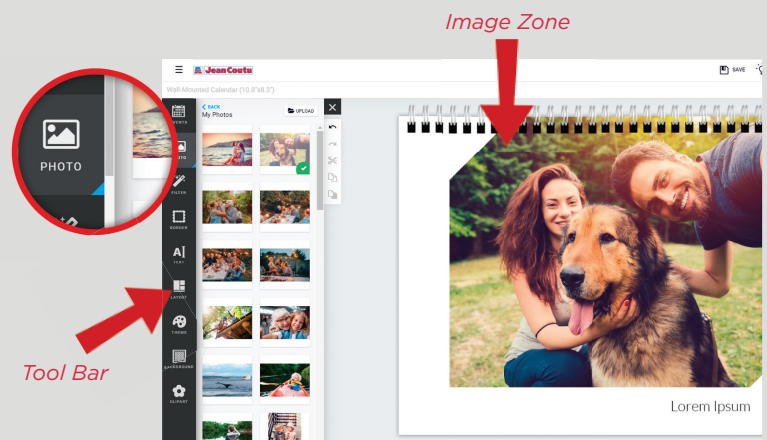 Image Zone
Jean Coutu
SAVE
Wall-Mounted Calendar (10.8"x8.3")
BACK
My Photos
UPLOAD
PHOTO
FILTER
BORDER
A
TEXT
LAYOUT
THEME
BACKGROUND
CLIPART
PHOTO
Tool Bar
Lorem Ipsum